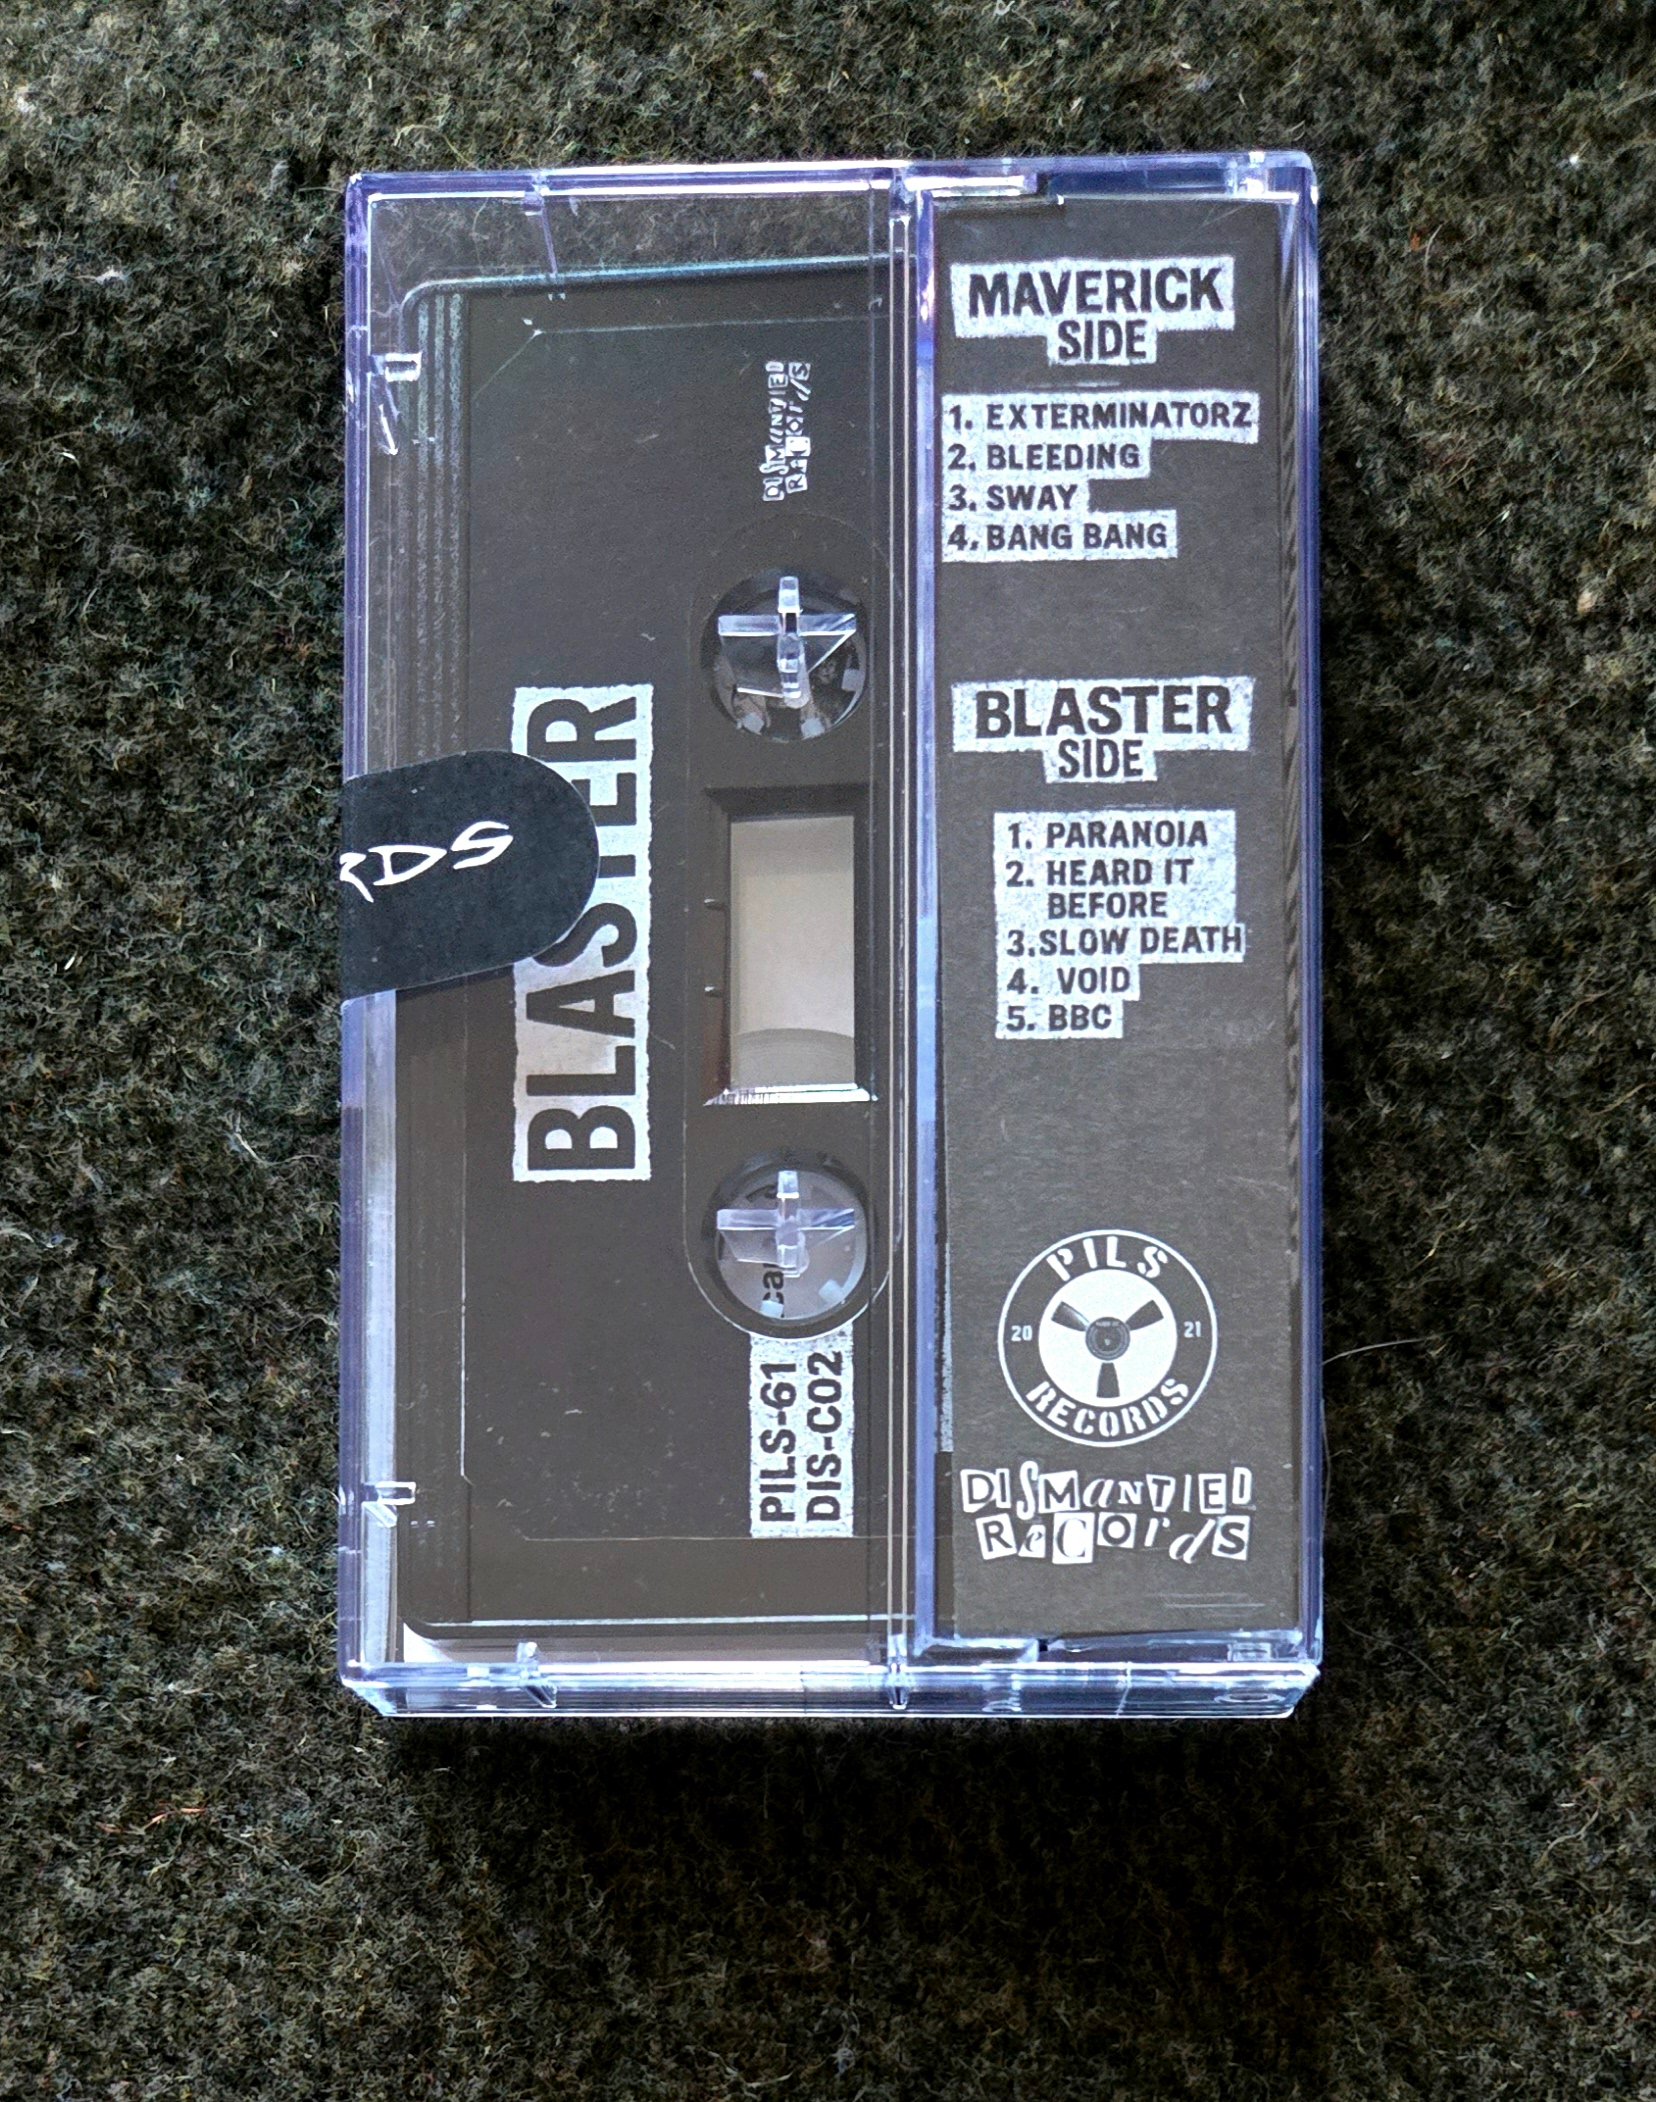 MAVERICK
SIDE
1. EXTERMINATORZ
2. BLEEDING
3. SWAY
4. BANG BANG
BLASTER
SIDE
1. PARANOIA
2. HEARD IT
BEFORE
3.SLOW DEATH
4. VOID
5. BBC
PILS
20 21
RECORDS
DISMANTlED
ReCOrdS
BLASTER
DISMANTlED
ReCOrdS
PILS-61
DIS-C02
RDS